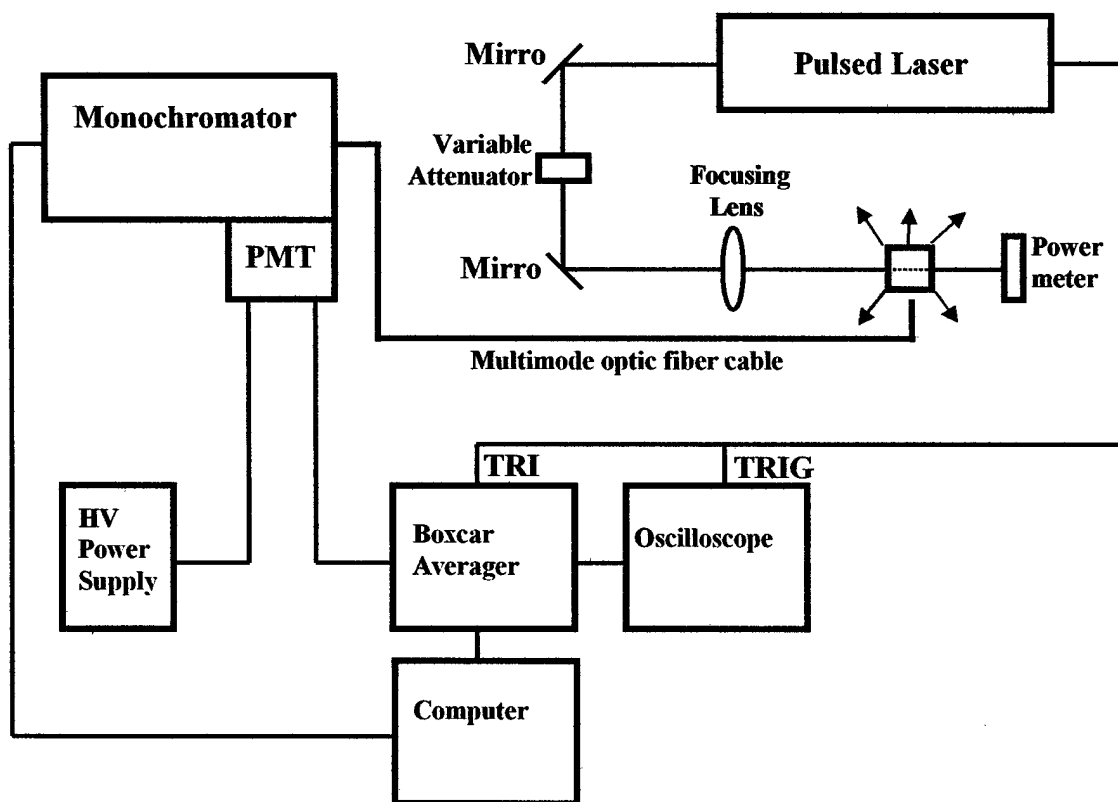 Mirro
Pulsed Laser
Monochromator
Variable
Attenuator
Focusing
Lens
PMT
Mirro
Power
meter
Multimode optic fiber cable
TRI
TRIG
HV
Power
Supply
Boxcar
Averager
Oscilloscope
Computer